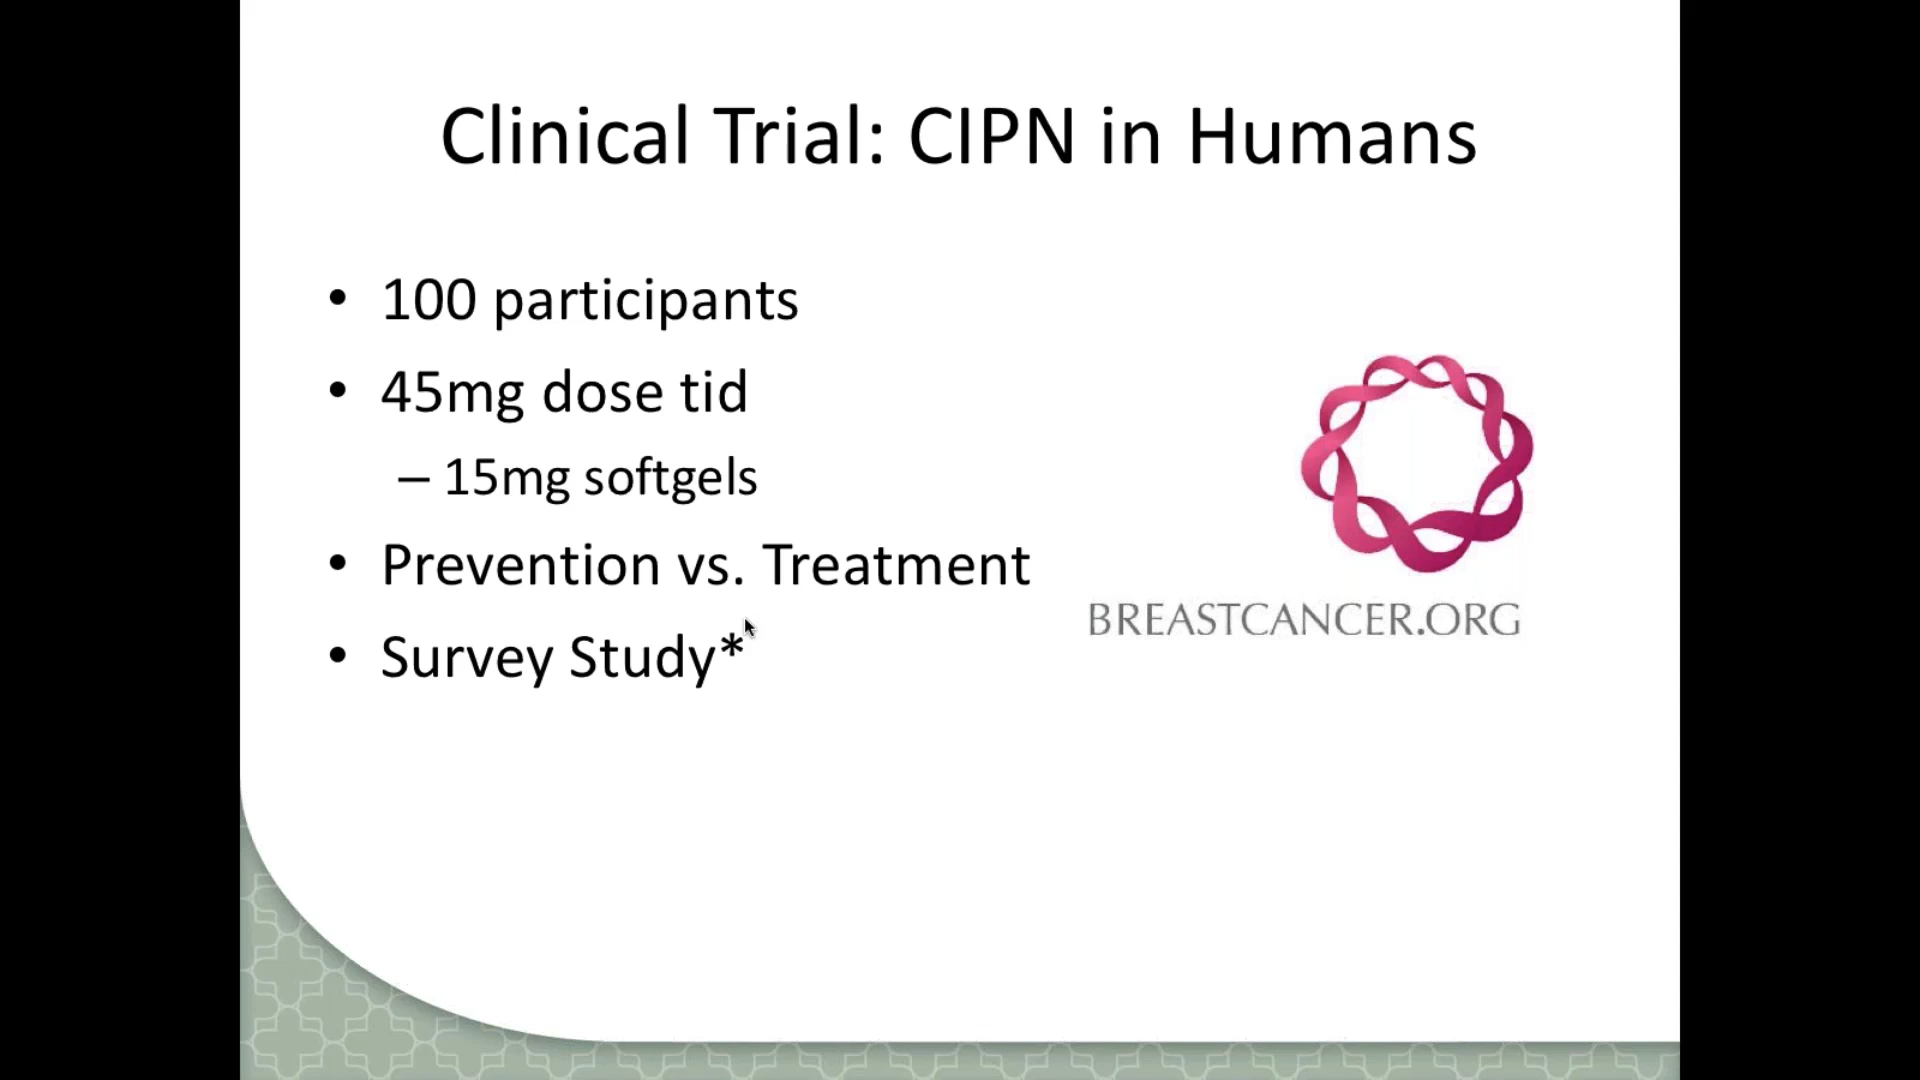 Clinical Trial: CIPN in Humans
• 100 participants
• 45mg dose tid
– 15mg softgels
• Prevention vs. Treatment
• Survey Study*
BREASTCANCER.ORG